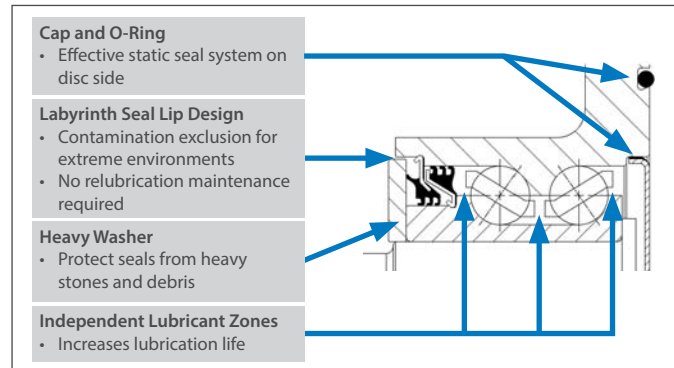 Cap and O-Ring
• Effective static seal system on
disc side
Labyrinth Seal Lip Design
• Contamination exclusion for
extreme environments
• No relubrication maintenance
required
Heavy Washer
• Protect seals from heavy
stones and debris
Independent Lubricant Zones
• Increases lubrication life